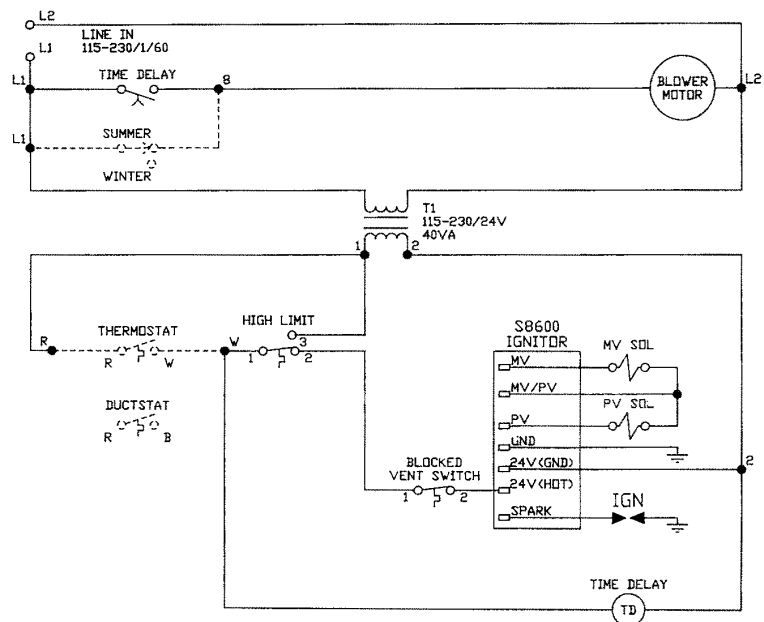 L2
L1
LINE IN
115-230/1/60
L1
TIME DELAY
8
BLOWER
MOTOR
L2
L1
SUMMER
WINTER
T1
115-230/24V
40VA
1
2
HIGH LIMIT
3
R
THERMOSTAT
R
W
W
1
2
S8600
IGNITOR
MV
MV SOL
MV/PV
PV
PV SOL
GND
24V(GND)
2
24V(HOT)
SPARK
IGN
DUCTSTAT
R
B
BLOCKED
VENT SWITCH
1
2
TIME DELAY
TD